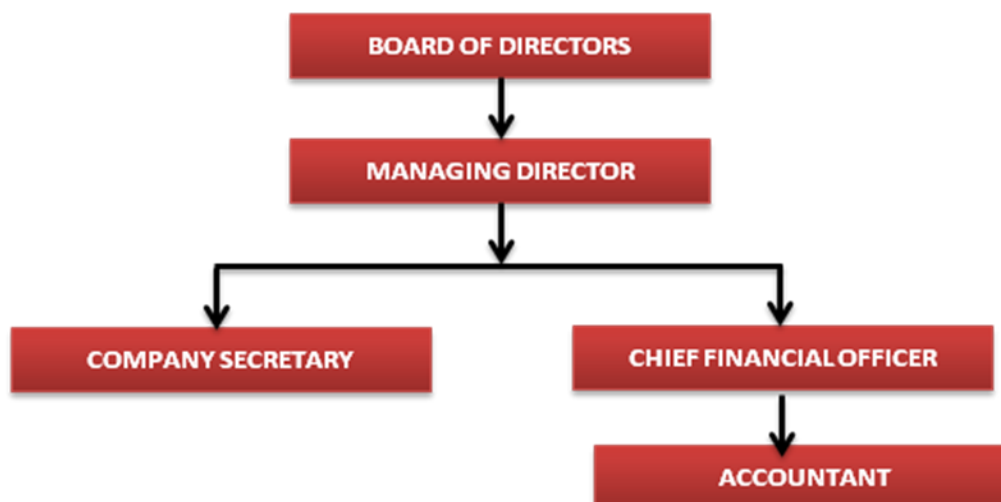 BOARD OF DIRECTORS
MANAGING DIRECTOR
COMPANY SECRETARY
CHIEF FINANCIAL OFFICER
ACCOUNTANT